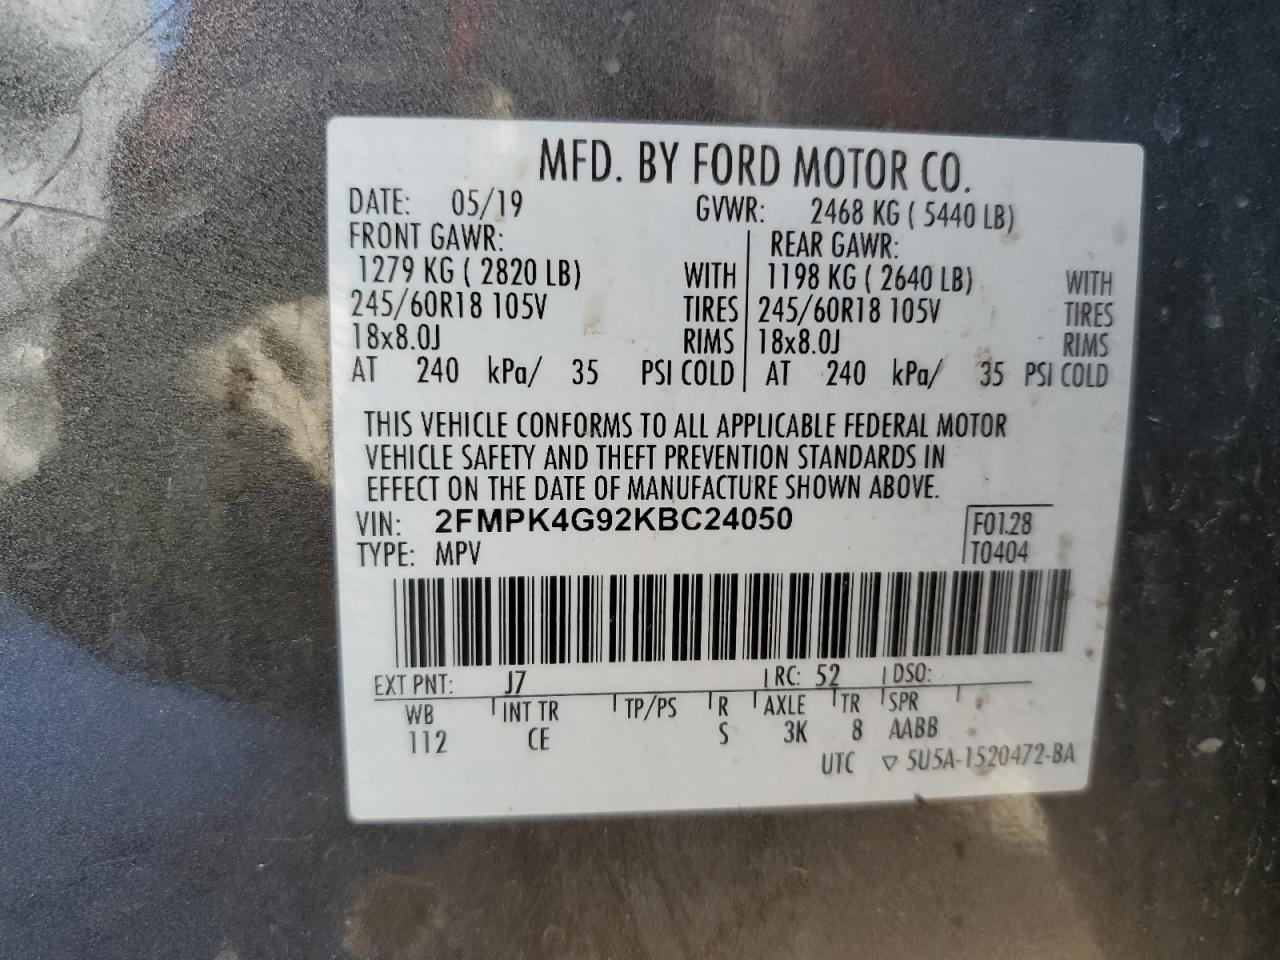 MFD. BY FORD MOTOR CO.
DATE: 05/19 GVWR: 2468 KG ( 5440 LB)
FRONT GAWR: REAR GAWR:
1279 KG ( 2820 LB) WITH 1198 KG ( 2640 LB) WITH
245/60R18 105V TIRES 245/60R18 105V TIRES
18x8.0J RIMS 18x8.0J RIMS
AT 240 kPa/ 35 PSI COLD AT 240 kPa/ 35 PSI COLD
THIS VEHICLE CONFORMS TO ALL APPLICABLE FEDERAL MOTOR
VEHICLE SAFETY AND THEFT PREVENTION STANDARDS IN
EFFECT ON THE DATE OF MANUFACTURE SHOWN ABOVE.
VIN: 2FMPK4G92KBC24050 F0128
TYPE: MPV T0404
EXT PNT: J7 RC: 52 DSO:
WB INT TR TP/PS R AXLE TR SPR
112 CE S 3K 8 AABB
UTC ▽ 5U5A-1520472-BA